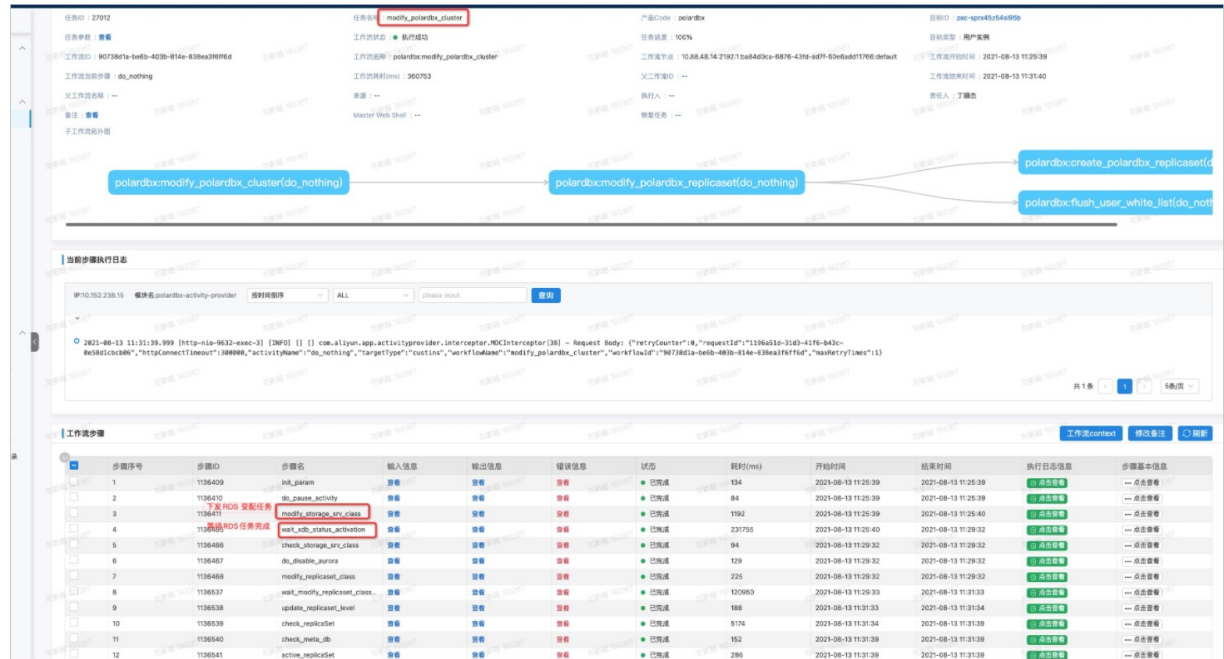 任务ID : 27012 任务名称 : modify_polardbx_cluster 产品Code : polardbx 目标ID : pxc-sprx45z54si95b
任务参数 : 查看 工作流状态 : 执行成功 任务进度 : 100% 目标类型 : 用户实例
工作流ID : 90738d1a-be6b-403b-814e-838ea3f6ff6d 工作流名称 : polardbx:modify_polardbx_cluster 工作流节点 : 10.88.48.14:2192:1:ba84d0ca-6876-43fd-ad7f-50e6add11766:default 工作流开始时间 : 2021-08-13 11:25:39
工作流当前步骤 : do_nothing 工作流耗时(ms) : 360753 父工作流ID : -- 工作流结束时间 : 2021-08-13 11:31:40
父工作流名称 : -- 来源 : -- 执行人 : -- 责任人 :
备注 : 查看 Master Web Shell : -- 恢复任务 : --
子工作流拓扑图
polardbx:create_polardbx_replicaset(d
polardbx:modify_polardbx_cluster(do_nothing) polardbx:modify_polardbx_replicaset(do_nothing)
polardbx:flush_user_white_list(do_noth
当前步骤执行日志
IP:10.152.238.15 模块名:polardbx-activity-provider 按时间倒序 ALL please input 查询
2021-08-13 11:31:39.999 [http-nio-9632-exec-3] [INFO] [] [] com.aliyun.app.activityprovider.interceptor.MDCInterceptor[38] - Request Body: {"retryCounter":0,"requestId":"1196a51d-31d3-41f6-b43c-
0e58d1cbcb06","httpConnectTimeout":300000,"activityName":"do_nothing","targetType":"custins","workflowName":"modify_polardbx_cluster","workflowId":"90738d1a-be6b-403b-814e-838ea3f6ff6d","maxRetryTimes":1}
共 1 条 < 1 > 5条/页
工作流步骤 工作流context 修改备注 刷新
录
步骤序号 步骤ID 步骤名 输入信息 输出信息 错误信息 状态 耗时(ms) 开始时间 结束时间 执行日志信息 步骤基本信息
1 1136409 init_param 查看 查看 查看 已完成 134 2021-08-13 11:25:39 2021-08-13 11:25:39 点击查看 点击查看
2 1136410 do_pause_activity 查看 查看 查看 已完成 84 2021-08-13 11:25:39 2021-08-13 11:25:39 点击查看 点击查看
下发RDS 变配任务
3 1136411 modify_storage_srv_class 查看 查看 查看 已完成 1192 2021-08-13 11:25:39 2021-08-13 11:25:40 点击查看 点击查看
等待RDS任务完成
4 1136465 wait_xdb_status_activation 查看 查看 查看 已完成 231755 2021-08-13 11:25:40 2021-08-13 11:29:32 点击查看 点击查看
5 1136466 check_storage_srv_class 查看 查看 查看 已完成 94 2021-08-13 11:29:32 2021-08-13 11:29:32 点击查看 点击查看
6 1136467 do_disable_aurora 查看 查看 查看 已完成 129 2021-08-13 11:29:32 2021-08-13 11:29:32 点击查看 点击查看
7 1136468 modify_replicaset_class 查看 查看 查看 已完成 225 2021-08-13 11:29:32 2021-08-13 11:29:32 点击查看 点击查看
8 1136537 wait_modify_replicaset_class... 查看 查看 查看 已完成 120950 2021-08-13 11:29:33 2021-08-13 11:31:33 点击查看 点击查看
9 1136538 update_replicaset_level 查看 查看 查看 已完成 186 2021-08-13 11:31:33 2021-08-13 11:31:34 点击查看 点击查看
10 1136539 check_replicaSet 查看 查看 查看 已完成 5174 2021-08-13 11:31:34 2021-08-13 11:31:39 点击查看 点击查看
11 1136540 check_meta_db 查看 查看 查看 已完成 152 2021-08-13 11:31:39 2021-08-13 11:31:39 点击查看 点击查看
12 1136541 active_replicaSet 查看 查看 查看 已完成 286 2021-08-13 11:31:39 2021-08-13 11:31:39 点击查看 点击查看